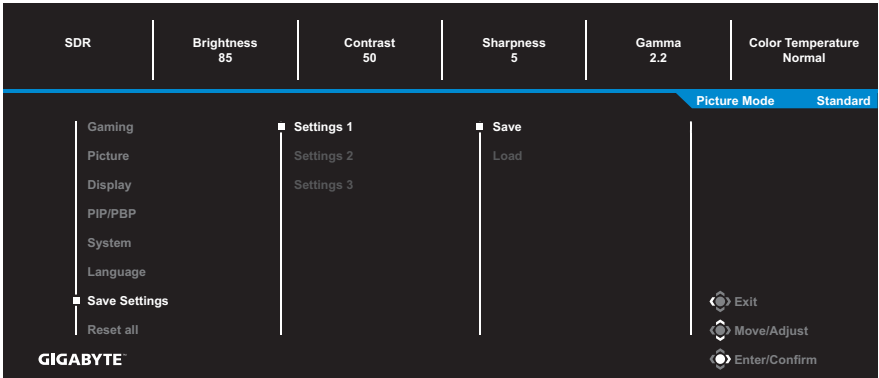 SDR
Brightness
85
Contrast
50
Sharpness
5
Gamma
2.2
Color Temperature
Normal
Picture Mode Standard
Gaming Settings 1 Save
Picture Settings 2 Load
Display Settings 3
PIP/PBP
System
Language
Save Settings Exit
Reset all Move/Adjust
GIGABYTE™ Enter/Confirm